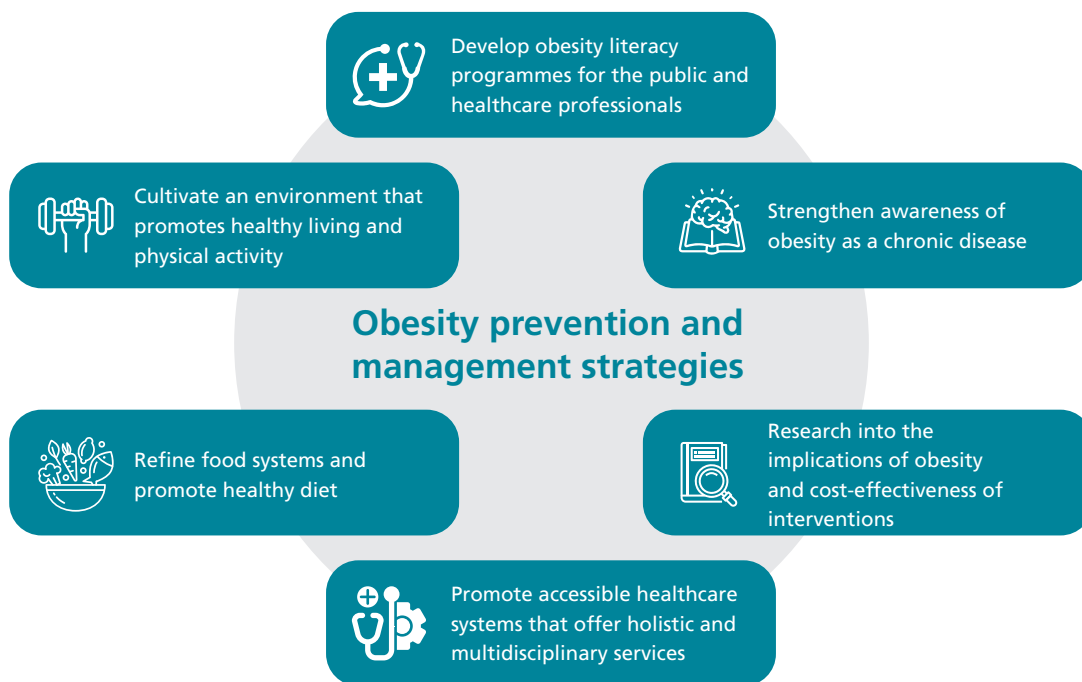 Develop obesity literacy
programmes for the public and
healthcare professionals
Cultivate an environment that
promotes healthy living and
physical activity
Strengthen awareness of
obesity as a chronic disease
Obesity prevention and
management strategies
Refine food systems and
promote healthy diet
Research into the
implications of obesity
and cost-effectiveness of
interventions
Promote accessible healthcare
systems that offer holistic and
multidisciplinary services